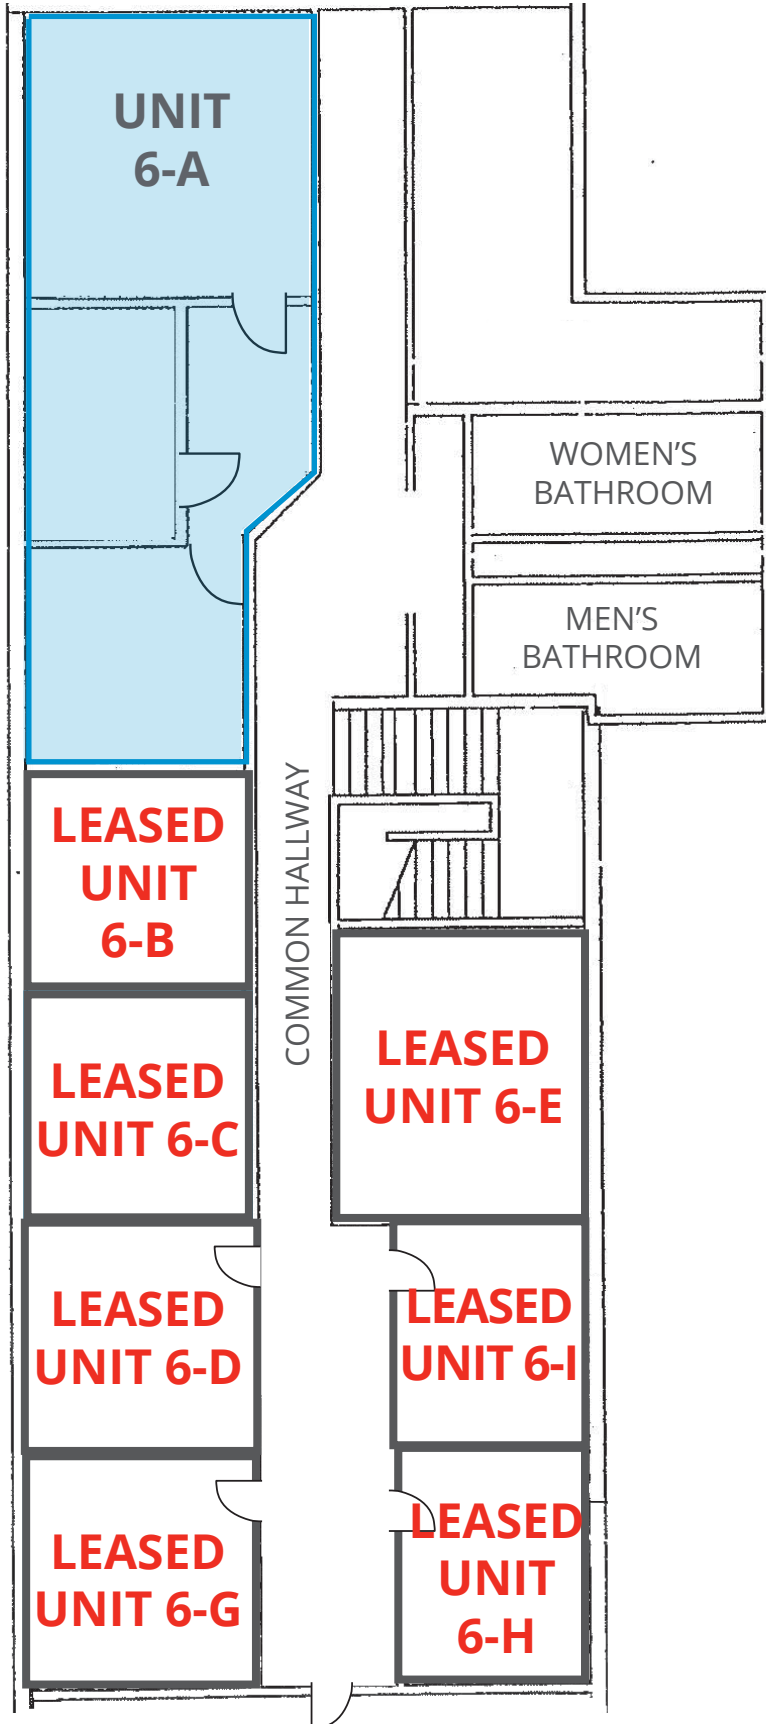 UNIT
6-A
WOMEN'S
BATHROOM
MEN'S
BATHROOM
COMMON HALLWAY
LEASED
UNIT
6-B
LEASED
UNIT 6-C
LEASED
UNIT 6-E
LEASED
UNIT 6-D
LEASED
UNIT 6-I
LEASED
UNIT 6-G
LEASED
UNIT
6-H